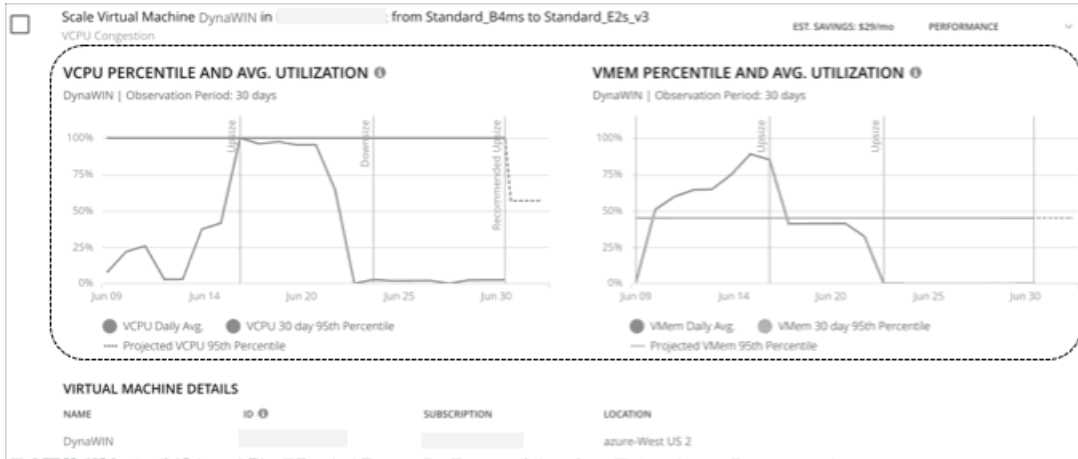 Scale Virtual Machine DynaWIN in : from Standard_B4ms to Standard_E2s_v3
EST. SAVINGS: $29/mo PERFORMANCE
VCPU Congestion
VCPU PERCENTILE AND AVG. UTILIZATION
DynaWIN | Observation Period: 30 days
100%
75%
50%
25%
0%
Upsize
Downsize
Recommended Upsize
Jun 09 Jun 14 Jun 20 Jun 25 Jun 30
VCPU Daily Avg. VCPU 30 day 95th Percentile
Projected VCPU 95th Percentile
VMEM PERCENTILE AND AVG. UTILIZATION
DynaWIN | Observation Period: 30 days
100%
75%
50%
25%
0%
Upsize
Upsize
Jun 09 Jun 14 Jun 20 Jun 25 Jun 30
VMem Daily Avg. VMem 30 day 95th Percentile
Projected VMem 95th Percentile
VIRTUAL MACHINE DETAILS
NAME ID SUBSCRIPTION LOCATION
DynaWIN azure-West US 2